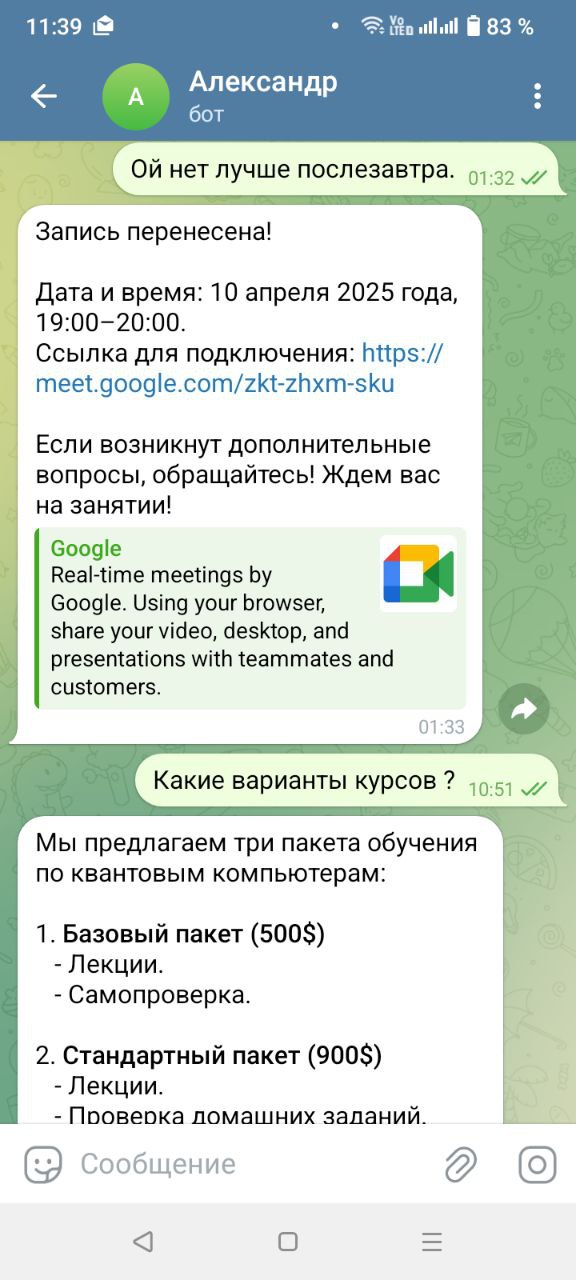 11:39
Vo
LTE
83 %
А
Александр
бот
Ой нет лучше послезавтра.
01:32
Запись перенесена!
Дата и время: 10 апреля 2025 года,
19:00–20:00.
Ссылка для подключения: https://
meet.google.com/zkt-zhxm-sku
Если возникнут дополнительные
вопросы, обращайтесь! Ждем вас
на занятии!
Google
Real-time meetings by
Google. Using your browser,
share your video, desktop, and
presentations with teammates and
customers.
01:33
Какие варианты курсов ?
10:51
Мы предлагаем три пакета обучения
по квантовым компьютерам:
1. Базовый пакет (500$)
- Лекции.
- Самопроверка.
2. Стандартный пакет (900$)
- Лекции.
- Проверка домашних заданий.
Сообщение